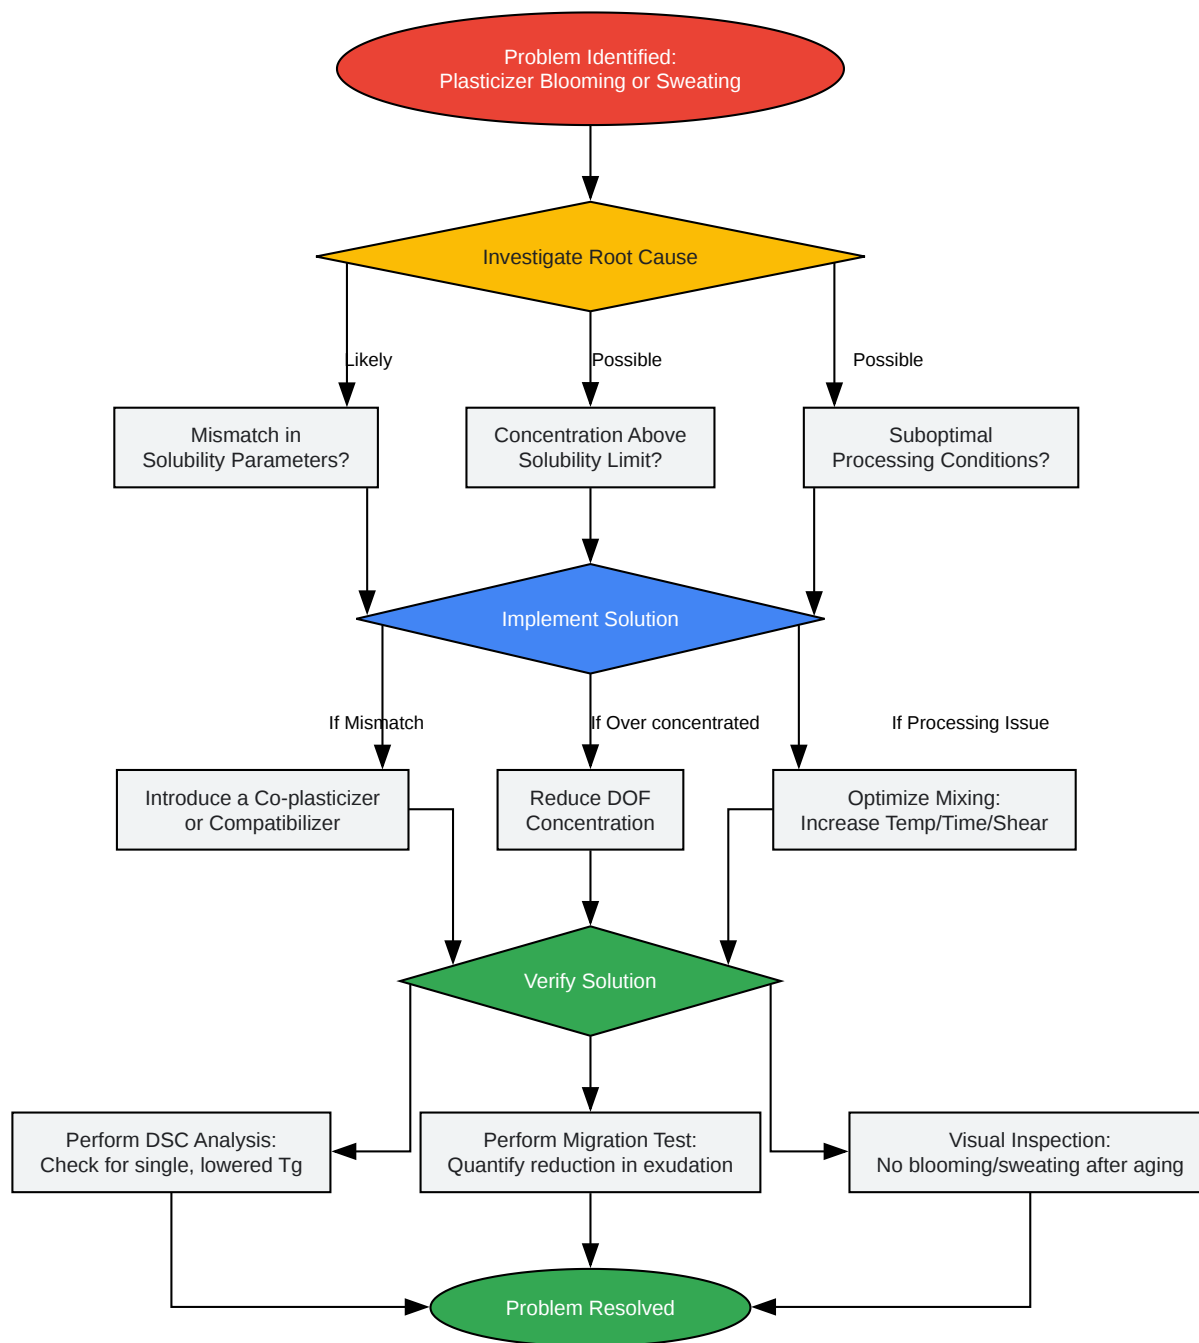 Problem Identified:
Plasticizer Blooming or Sweating
Investigate Root Cause
Likely
Possible
Possible
Mismatch in
Solubility Parameters?
Concentration Above
Solubility Limit?
Suboptimal
Processing Conditions?
Implement Solution
If Mismatch
If Over concentrated
If Processing Issue
Introduce a Co-plasticizer
or Compatibilizer
Reduce DOF
Concentration
Optimize Mixing:
Increase Temp/Time/Shear
Verify Solution
Perform DSC Analysis:
Check for single, lowered Tg
Perform Migration Test:
Quantify reduction in exudation
Visual Inspection:
No blooming/sweating after aging
Problem Resolved